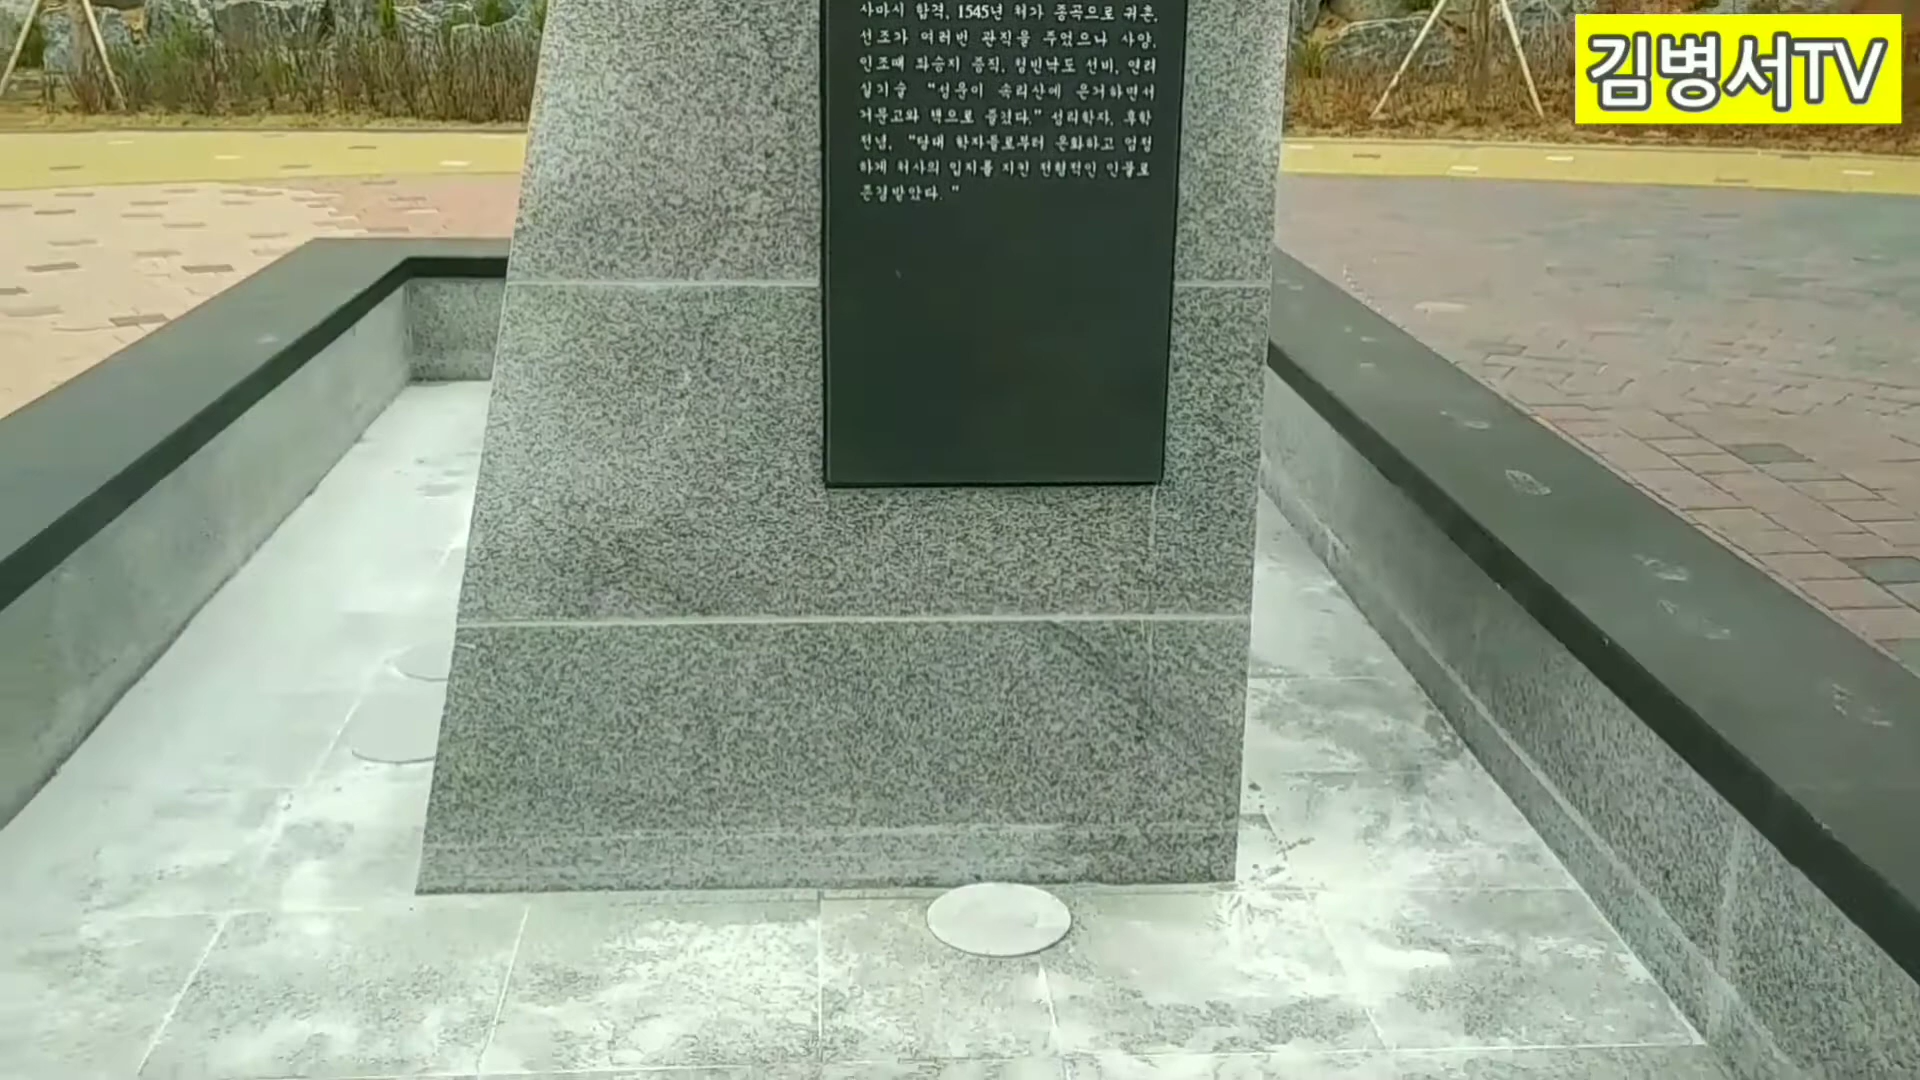 사마시 합격, 1545년 처가 종곡으로 귀촌,
선조가 여러번 관직을 주었으나 사양,
인조때 좌승지 증직, 청빈낙도 선비, 연려
실기술 "성운이 속리산에 은거하면서
거문고와 책으로 즐겼다." 성리학자, 후학
전념, "당대 학자들로부터 온화하고 엄정
하게 처사의 입지를 지킨 전형적인 인물로
존경받았다."
김병서TV